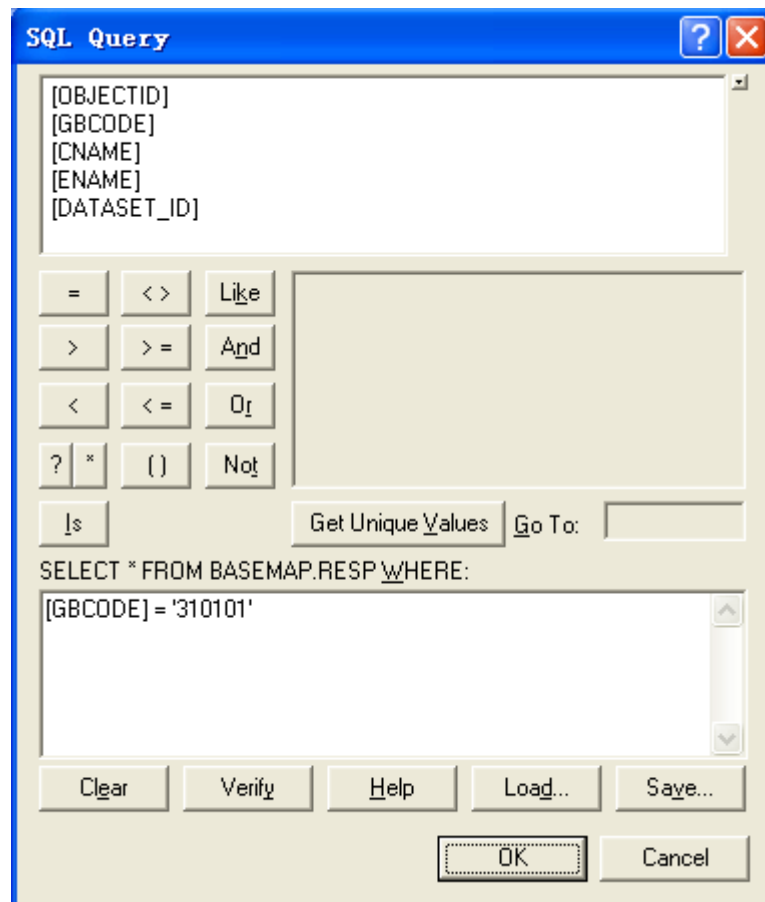 SQL Query
[OBJECTID]
[GBCODE]
[CNAME]
[ENAME]
[DATASET_ID]
= < > Like
> > = And
< < = Or
? * ( ) Not
Is Get Unique Values Go To:
SELECT * FROM BASEMAP.RESP WHERE:
[GBCODE] = '310101'
Clear Verify Help Load... Save...
OK Cancel